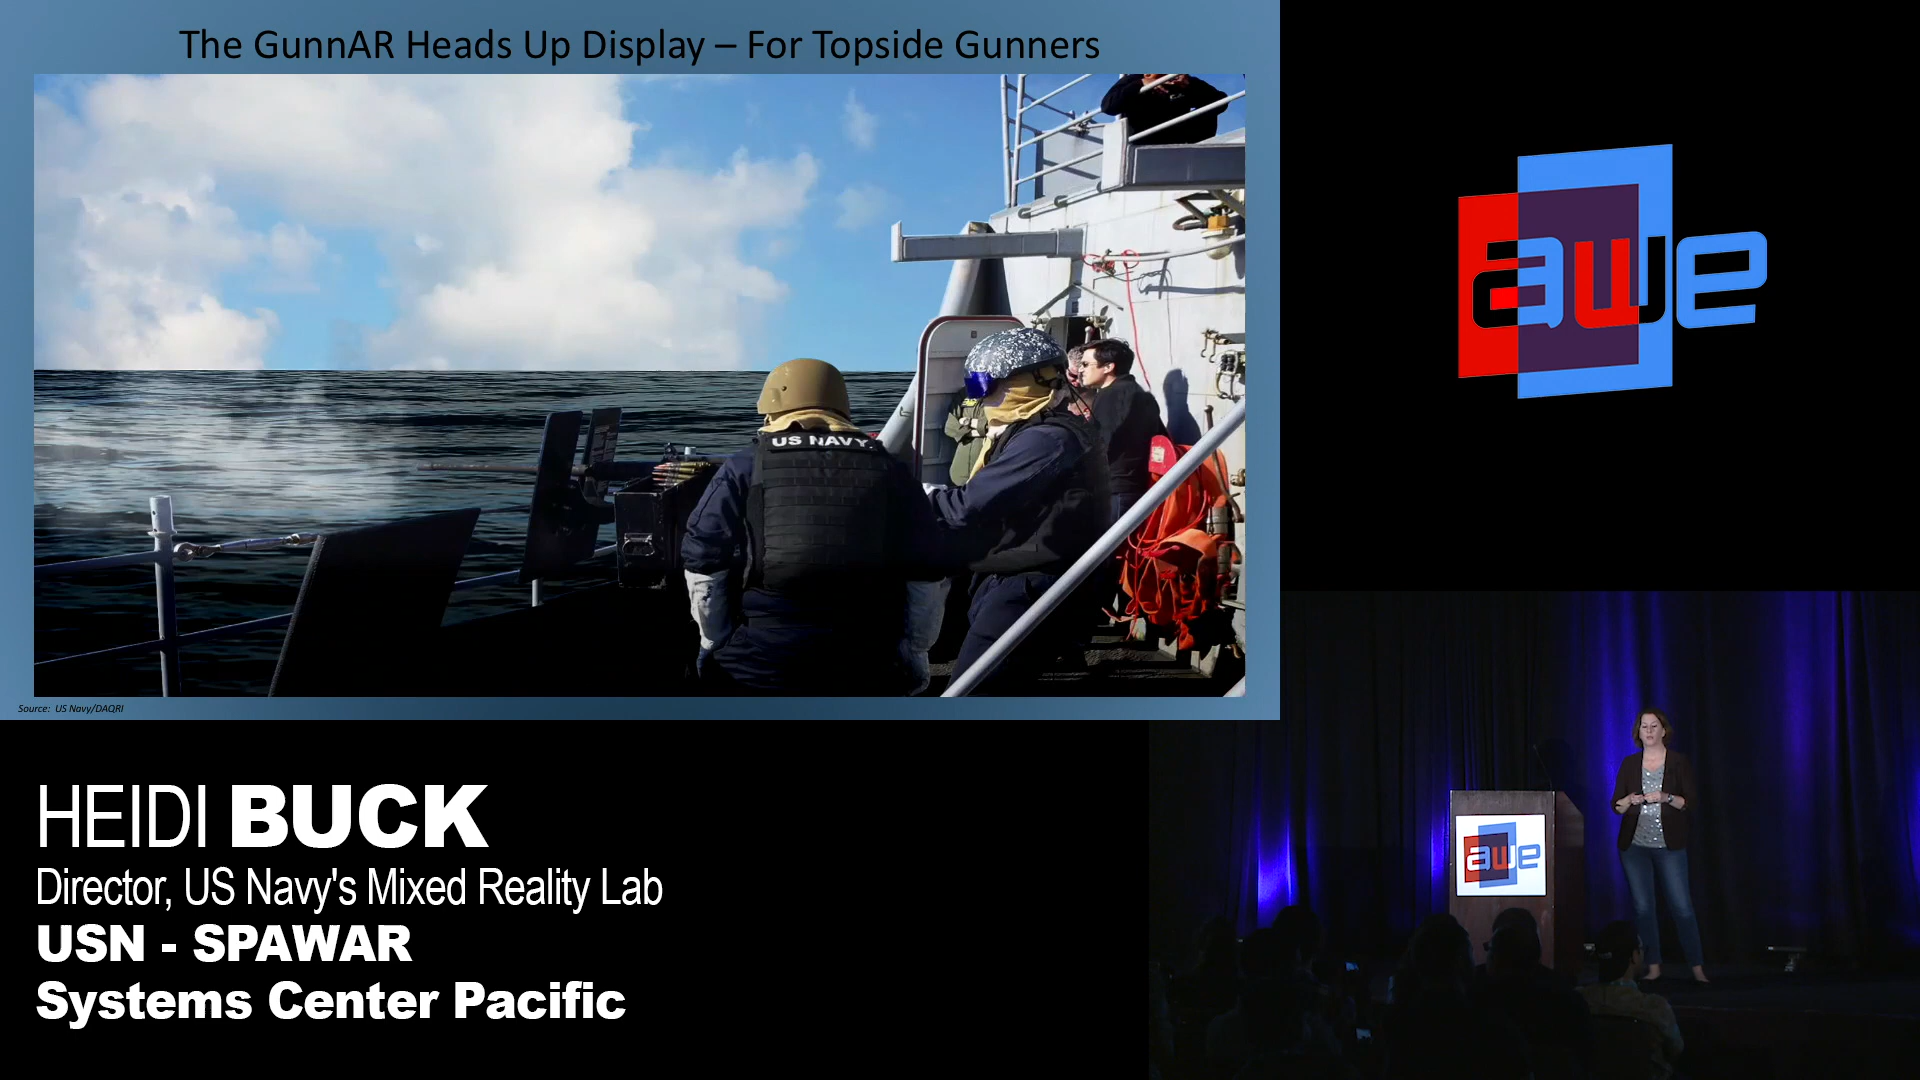 The GunnAR Heads Up Display – For Topside Gunners
US NAVY
Source: US Navy/DAQRI
awe
HEIDI BUCK
Director, US Navy's Mixed Reality Lab
USN - SPAWAR
Systems Center Pacific
awe